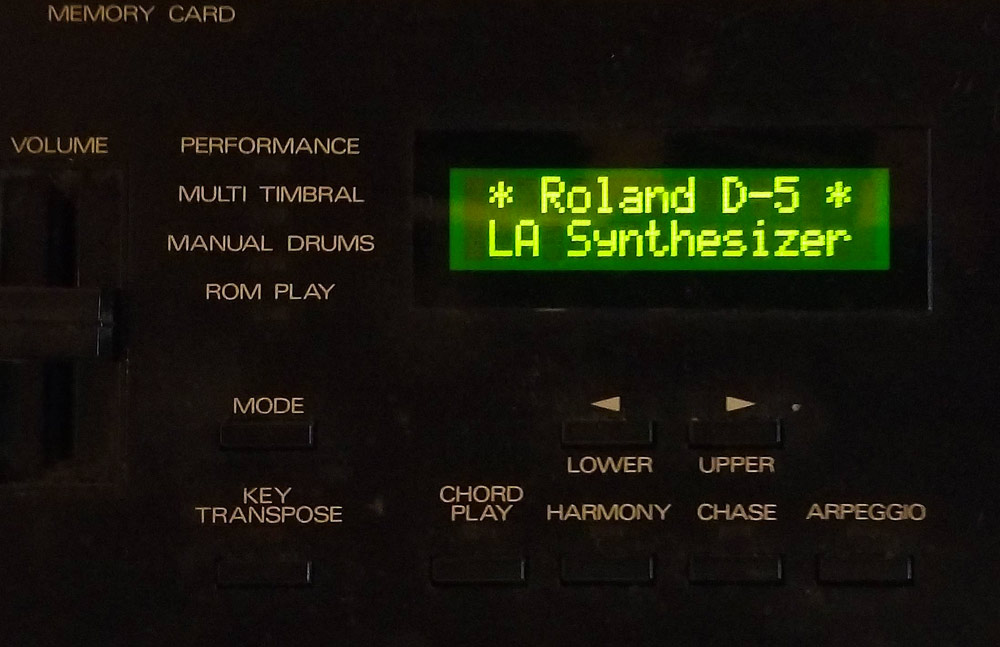 MEMORY CARD
VOLUME
PERFORMANCE
MULTI TIMBRAL
MANUAL DRUMS
ROM PLAY
* Roland D-5 *
LA Synthesizer
MODE
LOWER
UPPER
KEY
TRANSPOSE
CHORD
PLAY
HARMONY
CHASE
ARPEGGIO